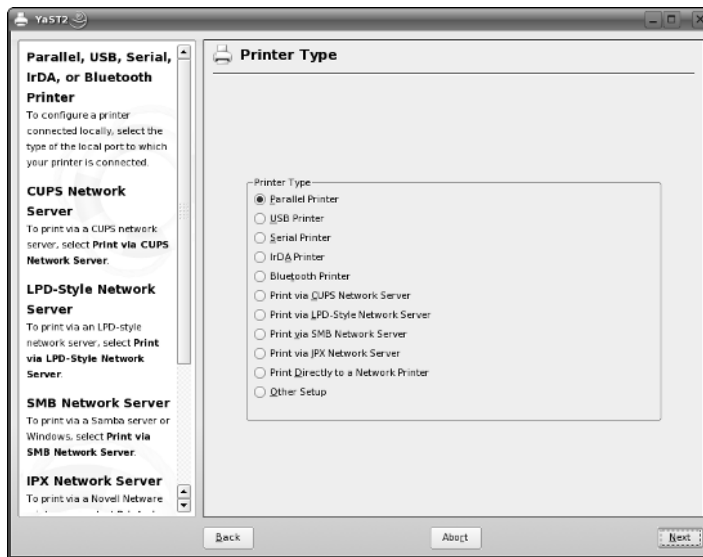 YaST2
Parallel, USB, Serial,
IrDA, or Bluetooth
Printer
To configure a printer
connected locally, select the
type of the local port to which
your printer is connected.
CUPS Network
Server
To print via a CUPS network
server, select Print via CUPS
Network Server.
LPD-Style Network
Server
To print via an LPD-style
network server, select Print
via LPD-Style Network
Server.
SMB Network Server
To print via a Samba server or
Windows, select Print via
SMB Network Server.
IPX Network Server
To print via a Novell Netware
Printer Type
Printer Type
Parallel Printer
USB Printer
Serial Printer
IrDA Printer
Bluetooth Printer
Print via CUPS Network Server
Print via LPD-Style Network Server
Print via SMB Network Server
Print via IPX Network Server
Print Directly to a Network Printer
Other Setup
Back
Abort
Next